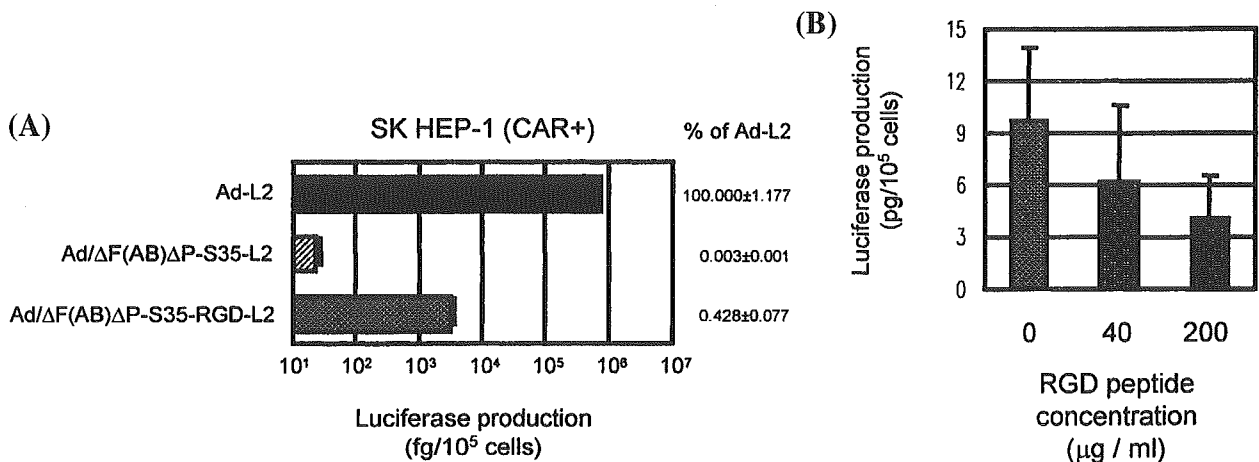 (A)
SK HEP-1 (CAR+)
% of Ad-L2
Ad-L2
100.000±1.177
Ad/ΔF(AB)ΔP-S35-L2
0.003±0.001
Ad/ΔF(AB)ΔP-S35-RGD-L2
0.428±0.077
10¹ 10² 10³ 10⁴ 10⁵ 10⁶ 10⁷
Luciferase production
(fg/10⁵ cells)
(B)
Luciferase production
(pg/10⁵ cells)
15
12
9
6
3
0
0 40 200
RGD peptide
concentration
(μg / ml)